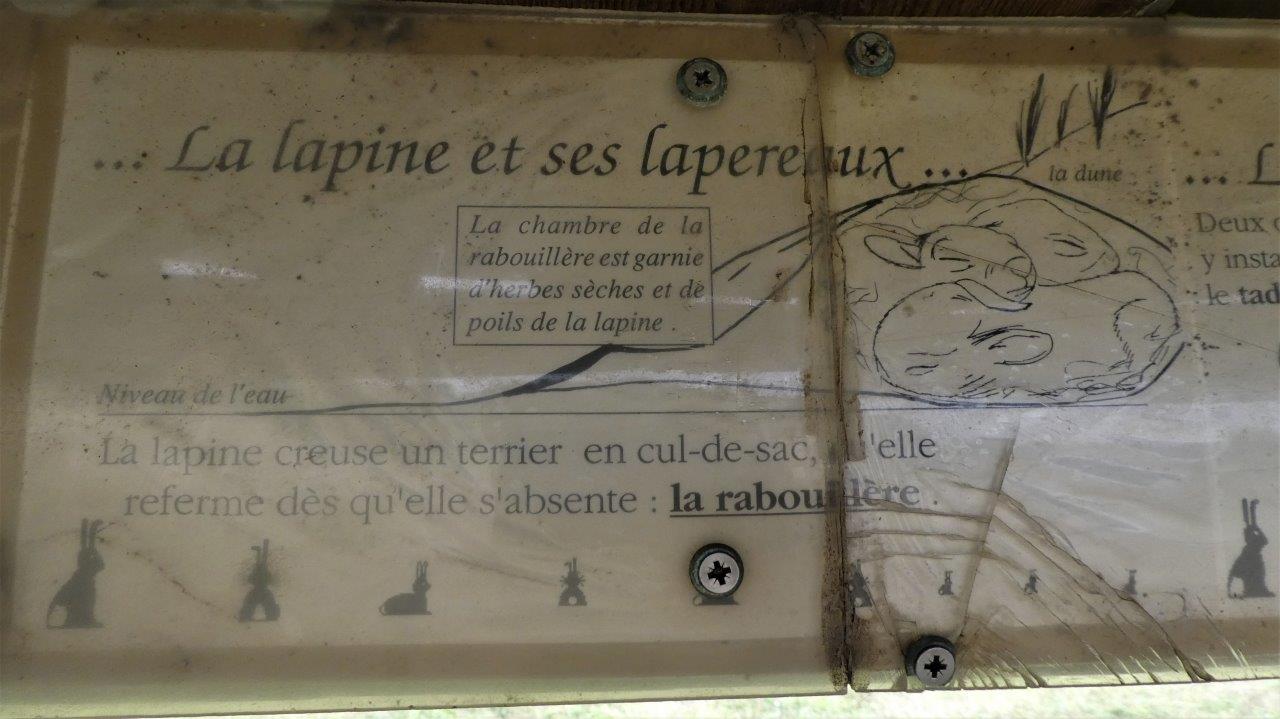 ... La lapine et ses lapereaux ...
la dune
La chambre de la
rabouillère est garnie
d'herbes sèches et de
poils de la lapine .
Niveau de l'eau
La lapine creuse un terrier en cul-de-sac, 'elle
referme dès qu'elle s'absente : la rabouillère .
... L
Deux
y insta
le tad